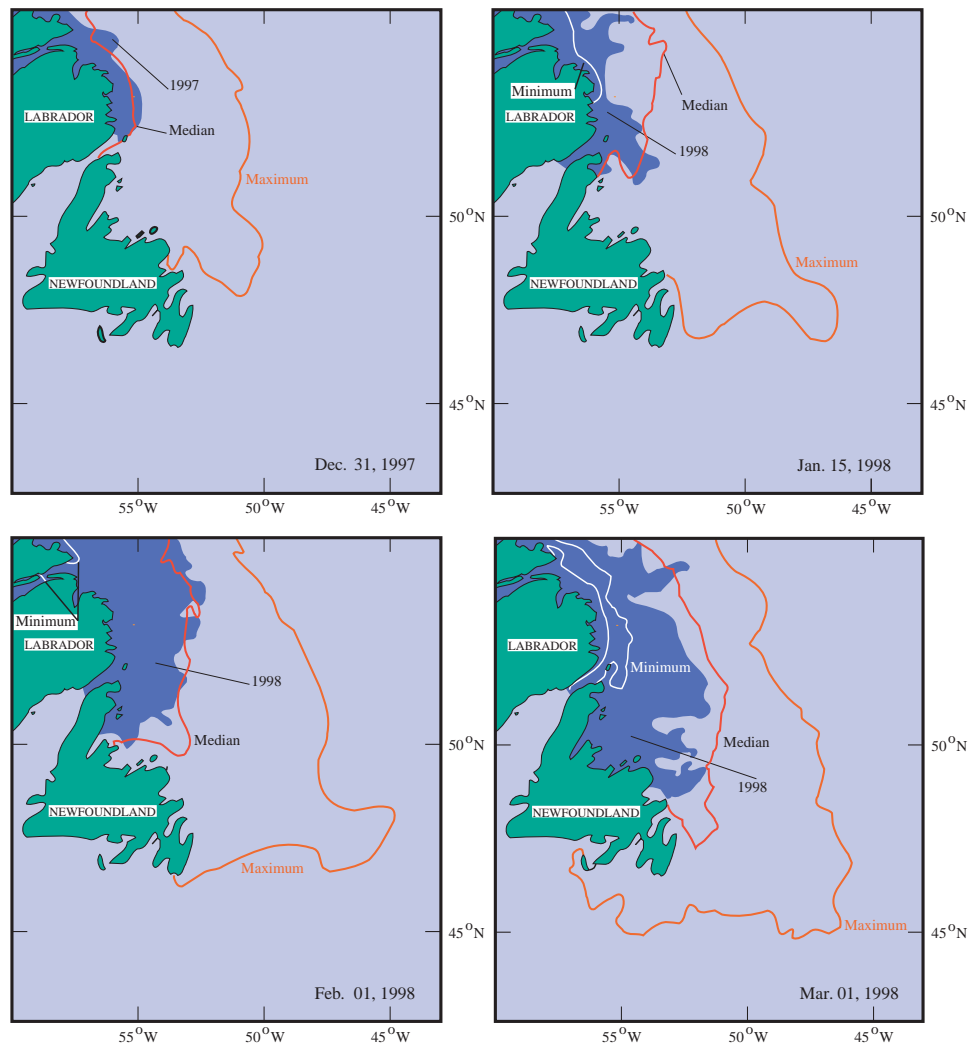 1997
LABRADOR
Median
Maximum
NEWFOUNDLAND
Dec. 31, 1997
55°W
50°W
45°W
50°N
45°N
Minimum
LABRADOR
Median
1998
Maximum
NEWFOUNDLAND
Jan. 15, 1998
55°W
50°W
45°W
50°N
45°N
Minimum
LABRADOR
1998
Median
NEWFOUNDLAND
Maximum
Feb. 01, 1998
55°W
50°W
45°W
50°N
45°N
LABRADOR
Minimum
Median
1998
NEWFOUNDLAND
Maximum
Mar. 01, 1998
55°W
50°W
45°W
50°N
45°N